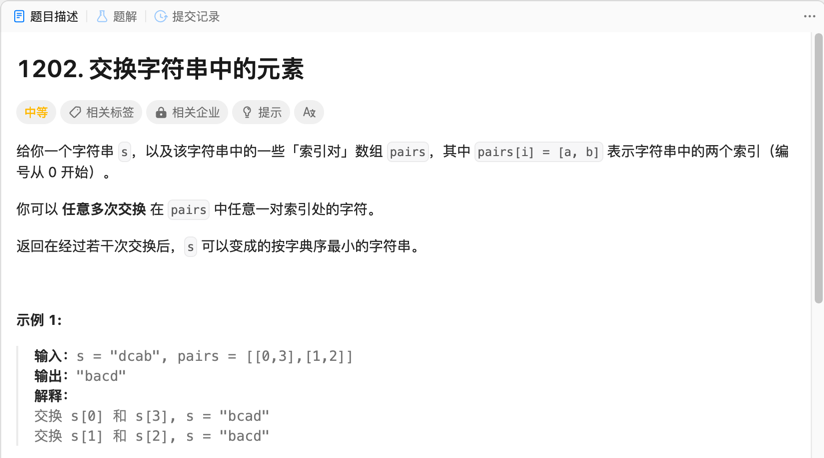 题目描述 题解 提交记录
1202. 交换字符串中的元素
中等 相关标签 相关企业 提示 A文
给你一个字符串 s，以及该字符串中的一些「索引对」数组 pairs，其中 pairs[i] = [a, b] 表示字符串中的两个索引（编
号从 0 开始）。
你可以 任意多次交换 在 pairs 中任意一对索引处的字符。
返回在经过若干次交换后，s 可以变成的按字典序最小的字符串。
示例 1:
输入：s = "dcab", pairs = [[0,3],[1,2]]
输出："bacd"
解释：
交换 s[0] 和 s[3], s = "bcad"
交换 s[1] 和 s[2], s = "bacd"